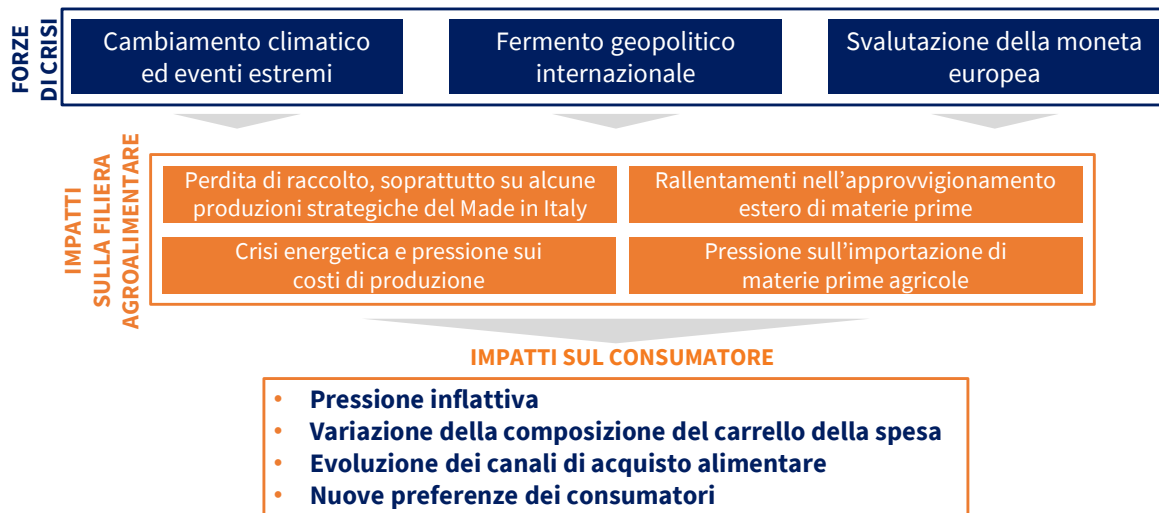 FORZE
DI CRISI
Cambiamento climatico
ed eventi estremi
Fermento geopolitico
internazionale
Svalutazione della moneta
europea
IMPATTI
SULLA FILIERA
AGROALIMENTARE
Perdita di raccolto, soprattutto su alcune
produzioni strategiche del Made in Italy
Rallentamenti nell’approvvigionamento
estero di materie prime
Crisi energetica e pressione sui
costi di produzione
Pressione sull’importazione di
materie prime agricole
IMPATTI SUL CONSUMATORE
• Pressione inflattiva
• Variazione della composizione del carrello della spesa
• Evoluzione dei canali di acquisto alimentare
• Nuove preferenze dei consumatori